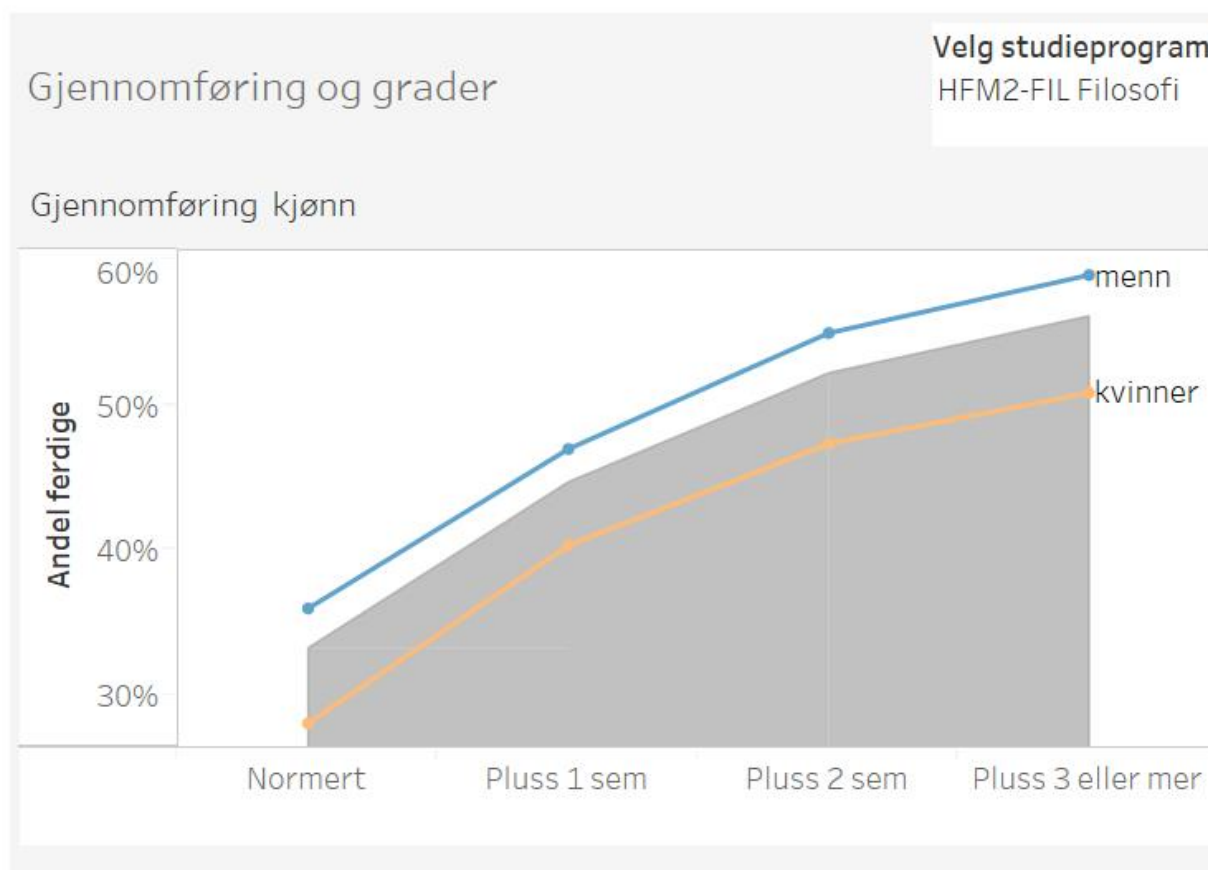 Velg studieprogram
Gjennomføring og grader
HFM2-FIL Filosofi
Gjennomføring kjønn
60%
50%
40%
30%
Andel ferdige
menn
kvinner
Normert
Pluss 1 sem
Pluss 2 sem
Pluss 3 eller mer